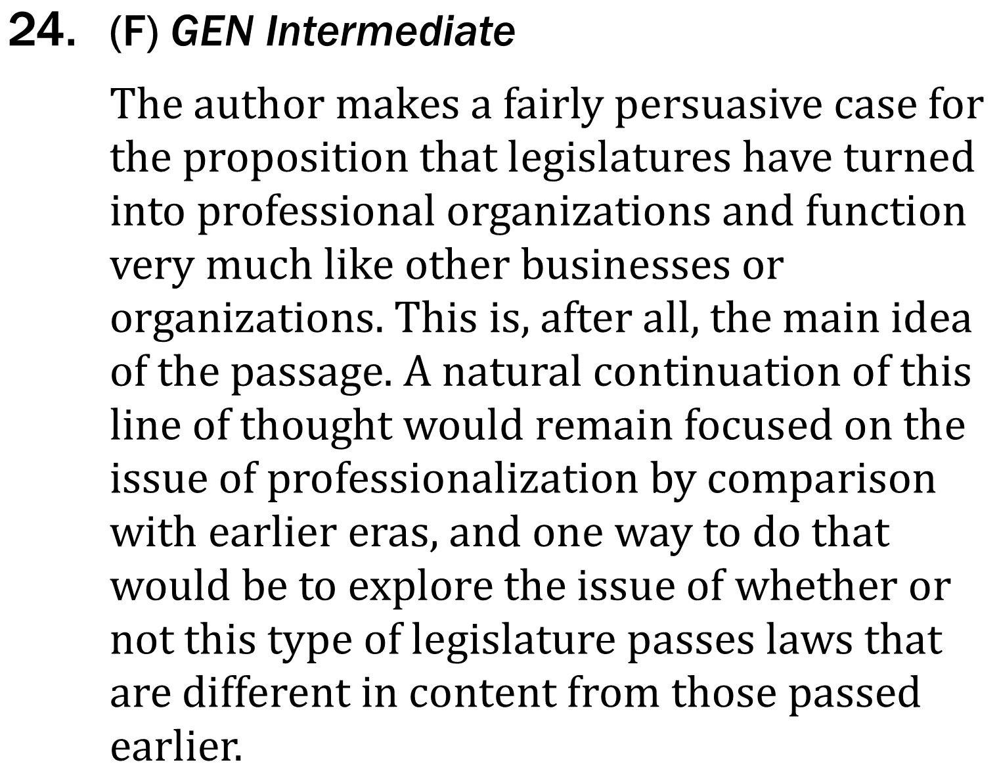 24. (F) GEN Intermediate
The author makes a fairly persuasive case for
the proposition that legislatures have turned
into professional organizations and function
very much like other businesses or
organizations. This is, after all, the main idea
of the passage. A natural continuation of this
line of thought would remain focused on the
issue of professionalization by comparison
with earlier eras, and one way to do that
would be to explore the issue of whether or
not this type of legislature passes laws that
are different in content from those passed
earlier.